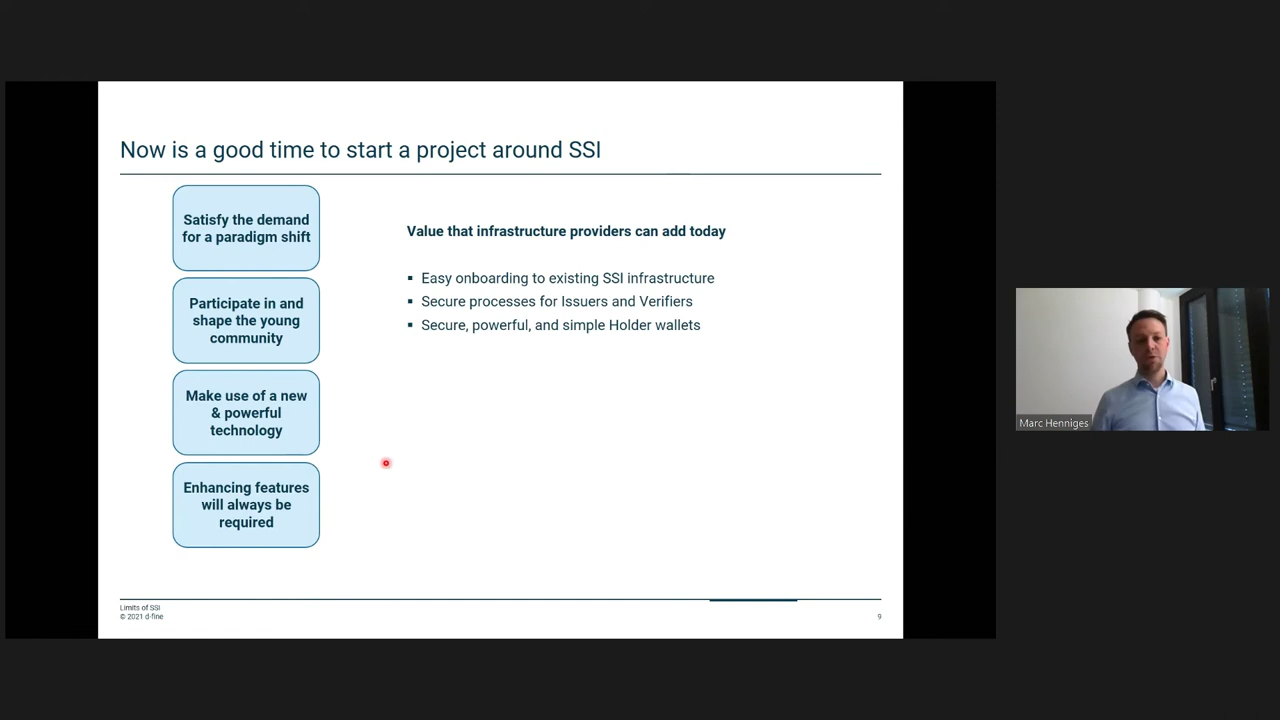 Now is a good time to start a project around SSI
Satisfy the demand
for a paradigm shift
Participate in and
shape the young
community
Make use of a new
& powerful
technology
Enhancing features
will always be
required
Value that infrastructure providers can add today
▪ Easy onboarding to existing SSI infrastructure
▪ Secure processes for Issuers and Verifiers
▪ Secure, powerful, and simple Holder wallets
Limits of SSI
© 2021 d-fine
9
Marc Henniges